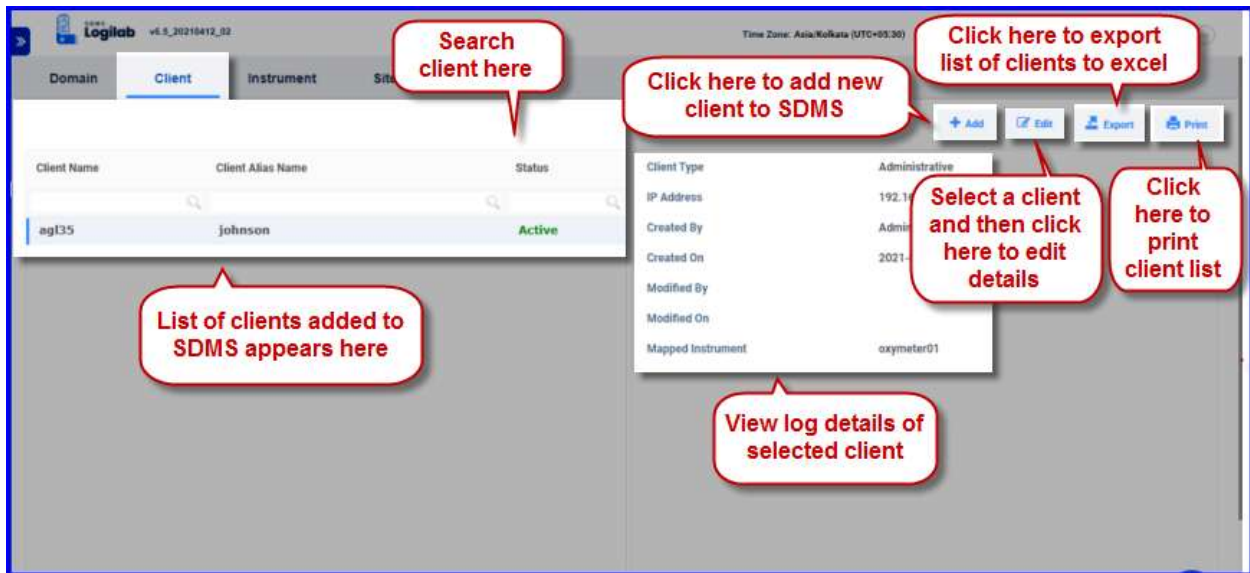 SDMS
Logilab v6.5_20210412_02
Time Zone: Asia/Kolkata (UTC+05:30)
Search
client here
Click here to export
list of clients to excel
Click here to add new
client to SDMS
Domain Client Instrument
+ Add Edit Export Print
Client Name Client Alias Name Status
agl35 johnson Active
Client Type Administrative
IP Address
Created By
Created On
Modified By
Modified On
Mapped Instrument oxymeter01
Select a client
and then click
here to edit
details
Click
here to
print
client list
List of clients added to
SDMS appears here
View log details of
selected client